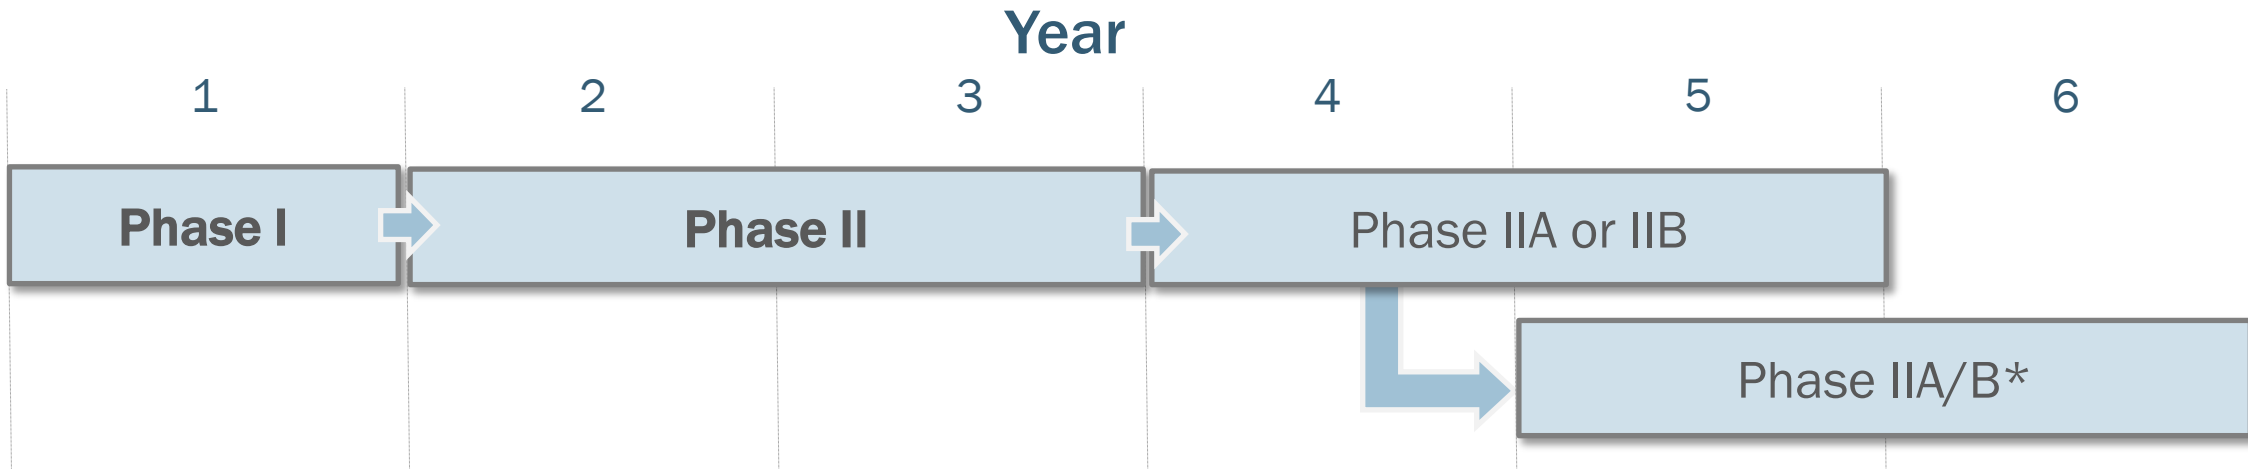 Year
1 2 3 4 5 6
Phase I Phase II Phase IIA or IIB
Phase IIA/B*